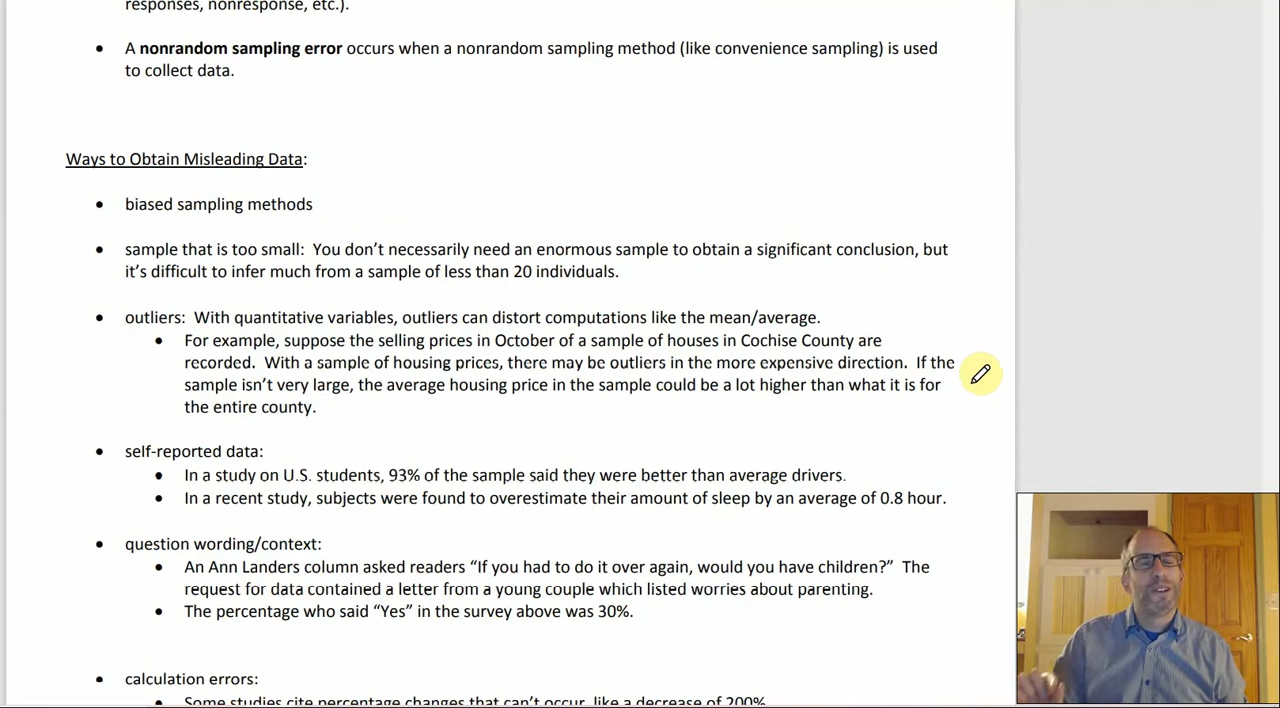 responses, nonresponse, etc.).
• A nonrandom sampling error occurs when a nonrandom sampling method (like convenience sampling) is used
to collect data.
Ways to Obtain Misleading Data:
• biased sampling methods
• sample that is too small: You don’t necessarily need an enormous sample to obtain a significant conclusion, but
it’s difficult to infer much from a sample of less than 20 individuals.
• outliers: With quantitative variables, outliers can distort computations like the mean/average.
• For example, suppose the selling prices in October of a sample of houses in Cochise County are
recorded. With a sample of housing prices, there may be outliers in the more expensive direction. If the
sample isn’t very large, the average housing price in the sample could be a lot higher than what it is for
the entire county.
• self-reported data:
• In a study on U.S. students, 93% of the sample said they were better than average drivers.
• In a recent study, subjects were found to overestimate their amount of sleep by an average of 0.8 hour.
• question wording/context:
• An Ann Landers column asked readers “If you had to do it over again, would you have children?” The
request for data contained a letter from a young couple which listed worries about parenting.
• The percentage who said “Yes” in the survey above was 30%.
• calculation errors:
• Some studies cite percentage changes that can’t occur, like a decrease of 200%